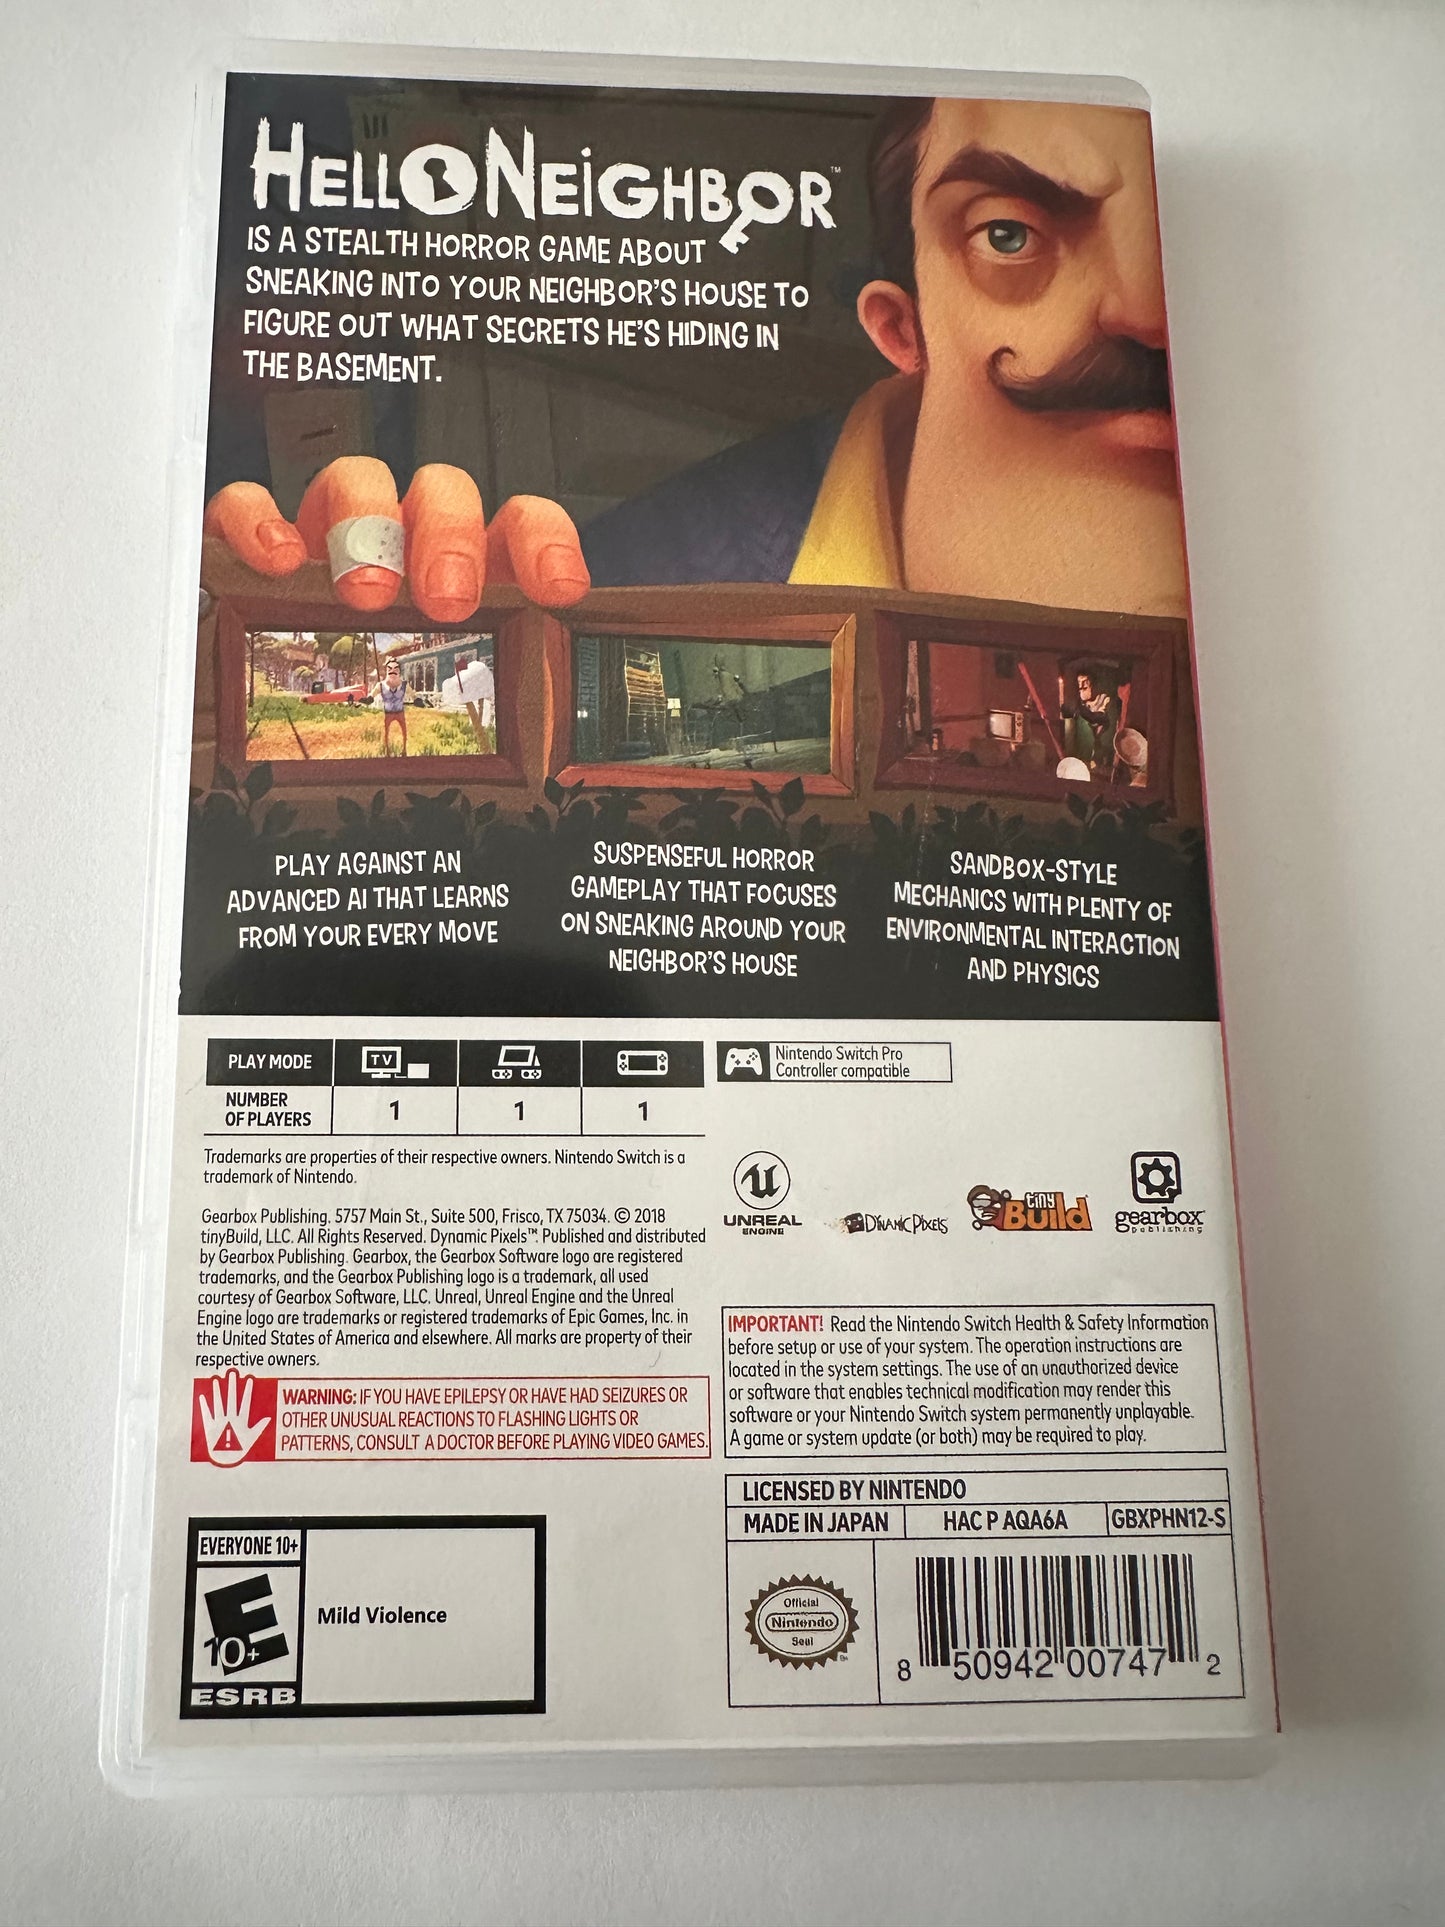 HELLO NEIGHBOR™
IS A STEALTH HORROR GAME ABOUT
SNEAKING INTO YOUR NEIGHBOR'S HOUSE TO
FIGURE OUT WHAT SECRETS HE'S HIDING IN
THE BASEMENT.
PLAY AGAINST AN
ADVANCED AI THAT LEARNS
FROM YOUR EVERY MOVE
SUSPENSEFUL HORROR
GAMEPLAY THAT FOCUSES
ON SNEAKING AROUND YOUR
NEIGHBOR'S HOUSE
SANDBOX-STYLE
MECHANICS WITH PLENTY OF
ENVIRONMENTAL INTERACTION
AND PHYSICS
PLAY MODE
TV
NUMBER
OF PLAYERS
1
1
1
Nintendo Switch Pro
Controller compatible
Trademarks are properties of their respective owners. Nintendo Switch is a
trademark of Nintendo.
Gearbox Publishing. 5757 Main St., Suite 500, Frisco, TX 75034. © 2018
tinyBuild, LLC. All Rights Reserved. Dynamic Pixels™. Published and distributed
by Gearbox Publishing. Gearbox, the Gearbox Software logo are registered
trademarks, and the Gearbox Publishing logo is a trademark, all used
courtesy of Gearbox Software, LLC. Unreal, Unreal Engine and the Unreal
Engine logo are trademarks or registered trademarks of Epic Games, Inc. in
the United States of America and elsewhere. All marks are property of their
respective owners.
UNREAL
ENGINE
DYNAMIC PIXELS
tiny
Build
gearbox
publishing
WARNING: IF YOU HAVE EPILEPSY OR HAVE HAD SEIZURES OR
OTHER UNUSUAL REACTIONS TO FLASHING LIGHTS OR
PATTERNS, CONSULT A DOCTOR BEFORE PLAYING VIDEO GAMES.
IMPORTANT! Read the Nintendo Switch Health & Safety Information
before setup or use of your system. The operation instructions are
located in the system settings. The use of an unauthorized device
or software that enables technical modification may render this
software or your Nintendo Switch system permanently unplayable.
A game or system update (or both) may be required to play.
LICENSED BY NINTENDO
MADE IN JAPAN HAC P AQA6A GBXPHN12-S
Official
Nintendo
Seal
8 50942 00747 2
EVERYONE 10+
E
10+
ESRB
Mild Violence